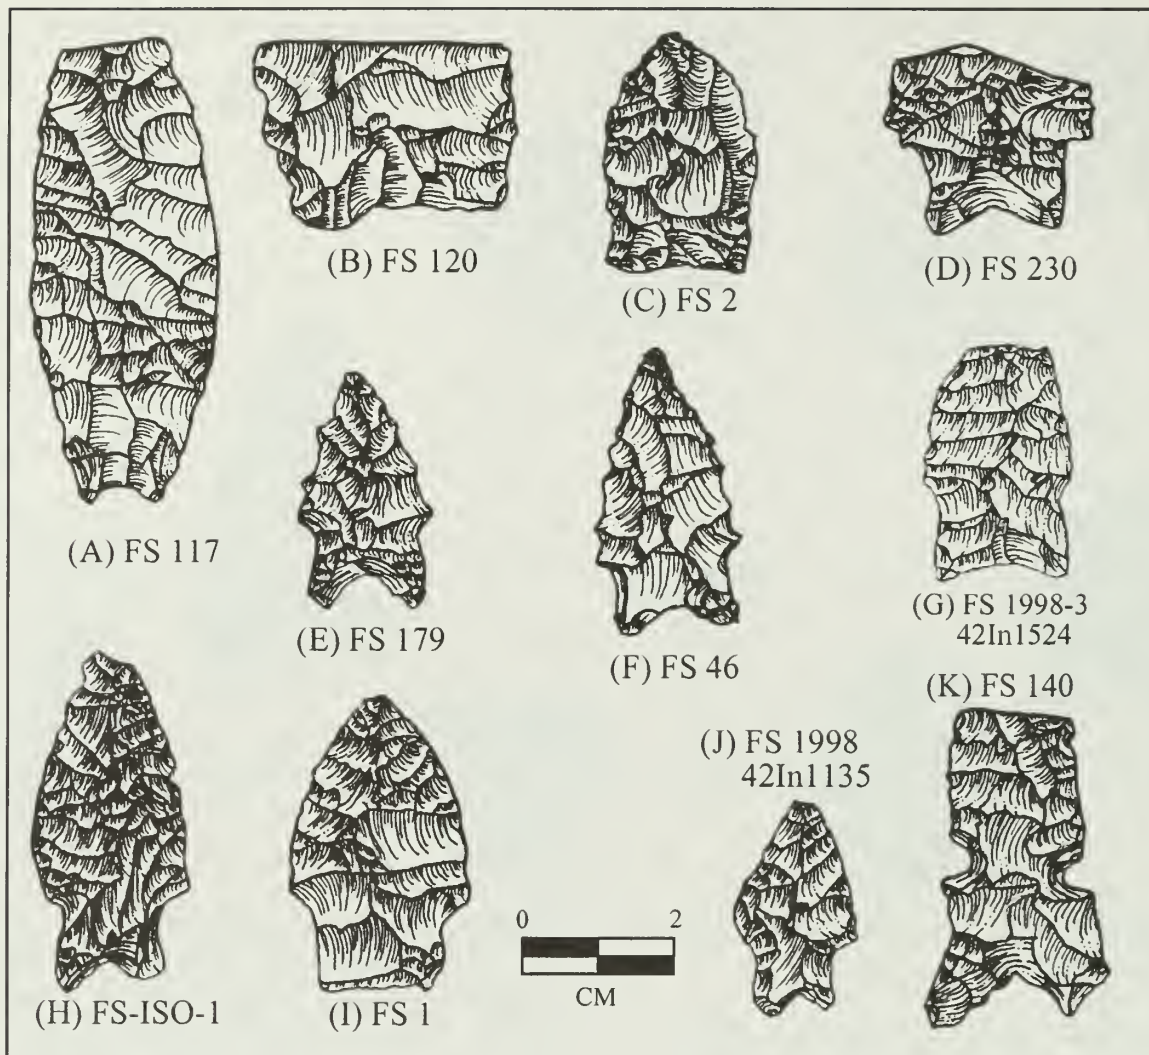 (B) FS 120
(D) FS 230
(C) FS 2
(A) FS 117
(G) FS 1998-3
42In1524
(E) FS 179
(F) FS 46
(K) FS 140
(J) FS 1998
42In1135
0 2
CM
(H) FS-ISO-1
(I) FS 1